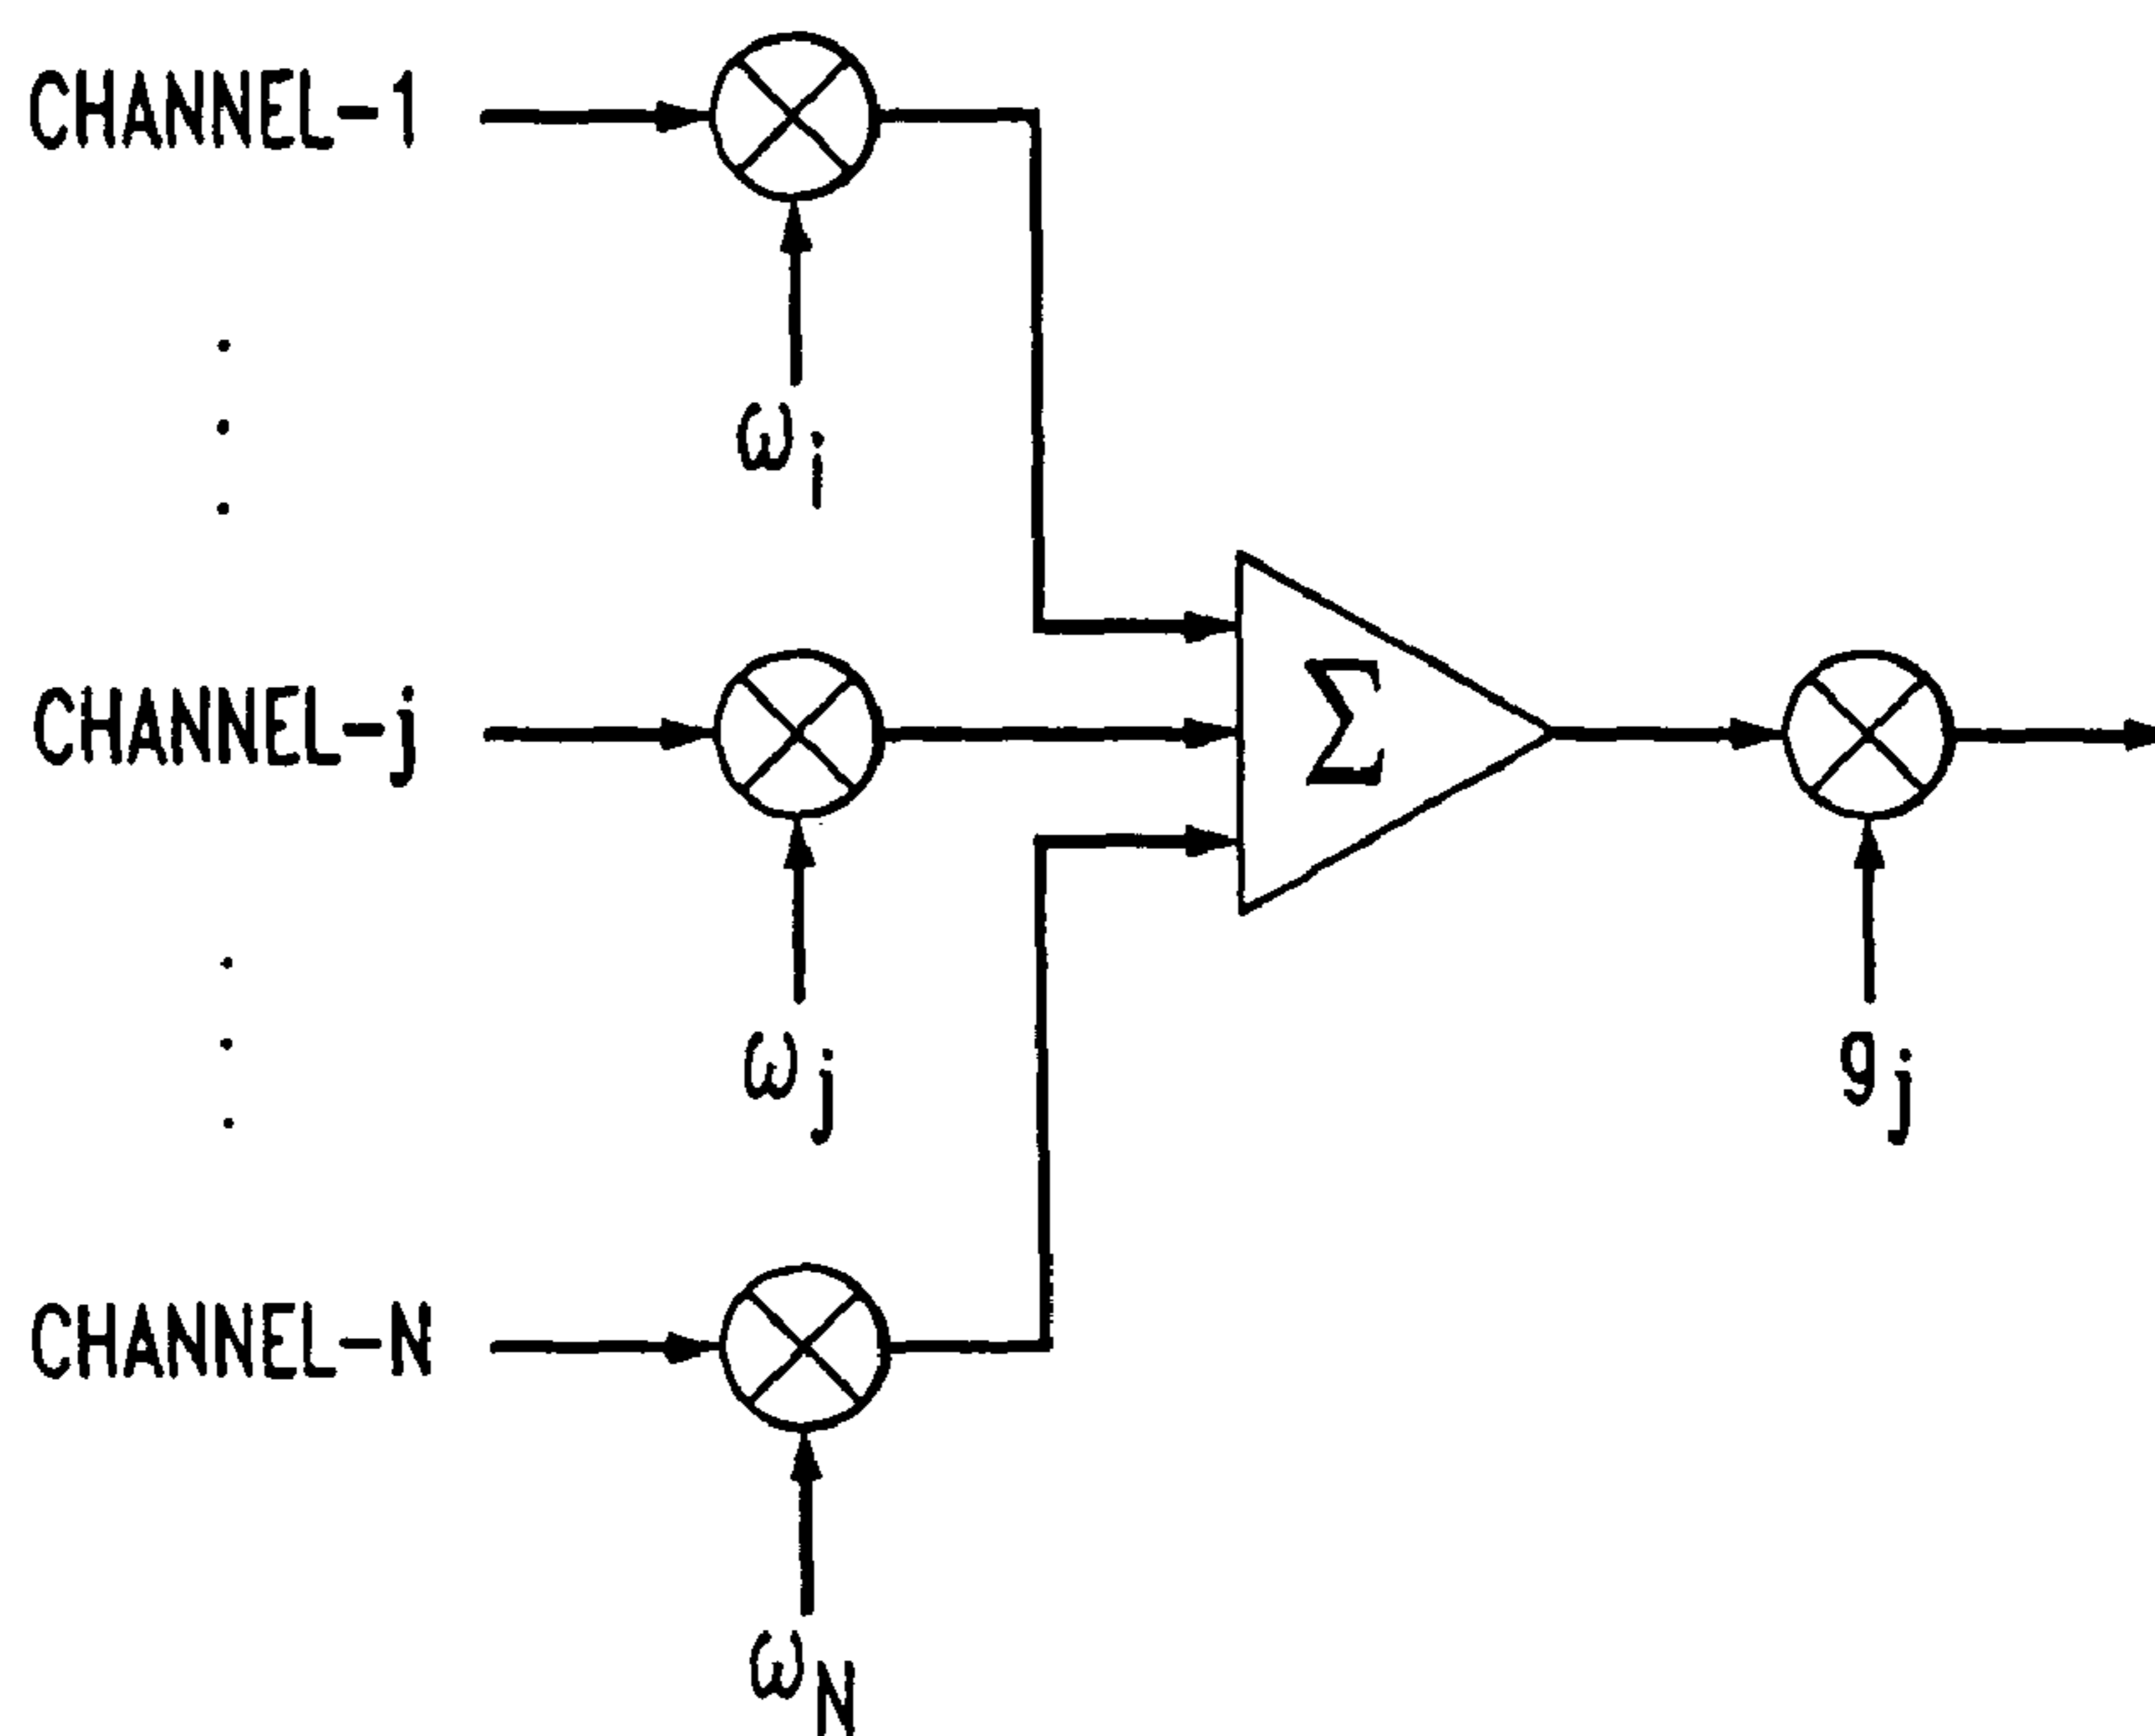 CHANNEL-1
ω_i
CHANNEL-j
Σ
ω_j
g_j
CHANNEL-N
ω_N